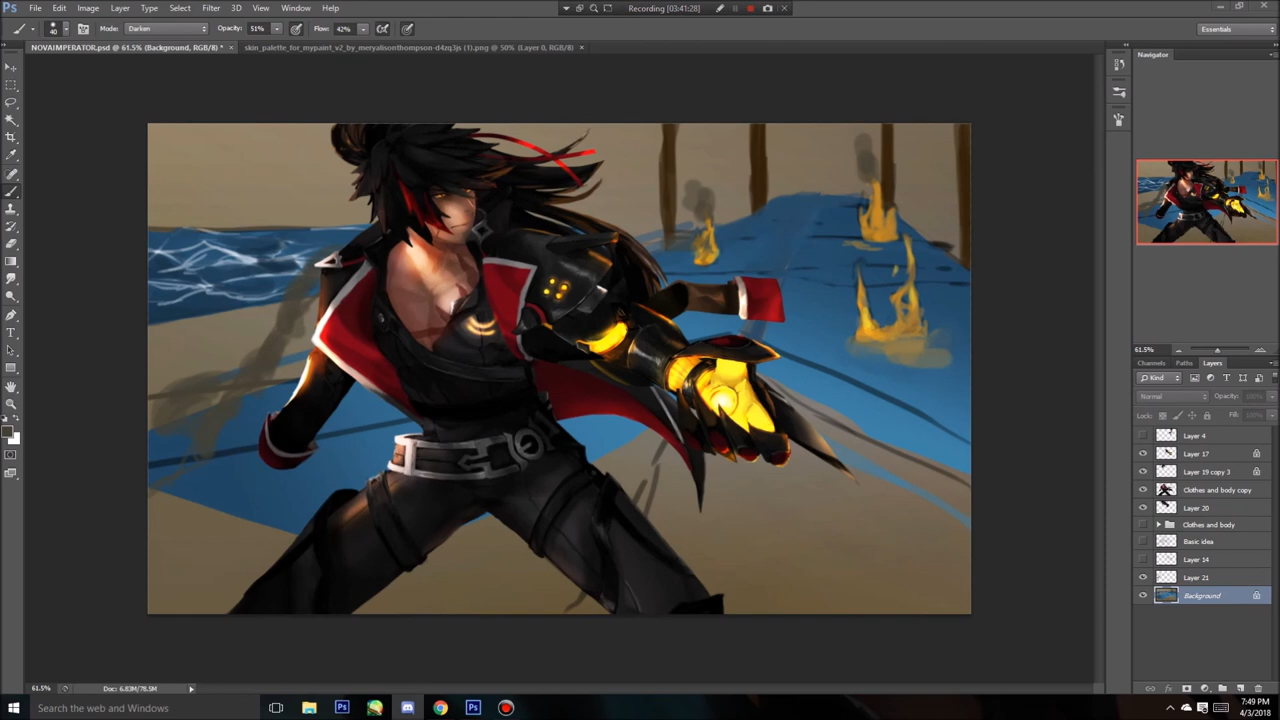 Ps File Edit Image Layer Type Select Filter 3D View Window Help
Recording [03:41:28]
40 Mode: Darken Opacity: 51% Flow: 42% Essentials
NOVAIMPERATOR.psd @ 61.5% (Background, RGB/8) * × skin_palette_for_mypaint_v2_by_meryalisonthompson-d4zq3js (1).png @ 50% (Layer 0, RGB/8) ×
Navigator
61.5%
Channels Paths Layers
Kind
Normal Opacity: 100%
Lock: Fill: 100%
Layer 4
Layer 17
Layer 19 copy 3
Clothes and body copy
Layer 20
Clothes and body
Basic idea
Layer 14
Layer 21
Background
61.5% Doc: 6.83M/78.5M
Search the web and Windows
7:49 PM
4/3/2018